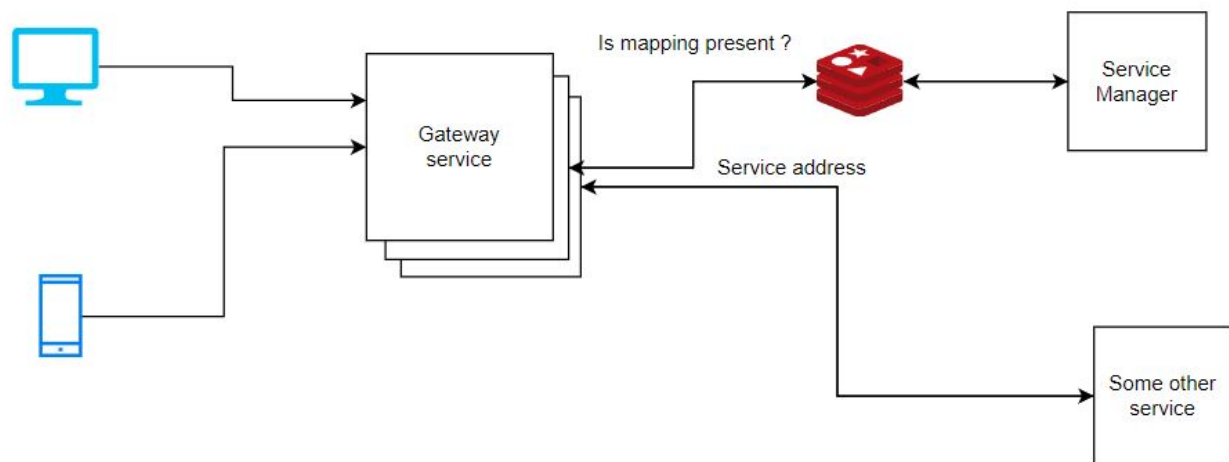 Is mapping present ?
Service
Manager
Gateway
service
Service address
Some other
service